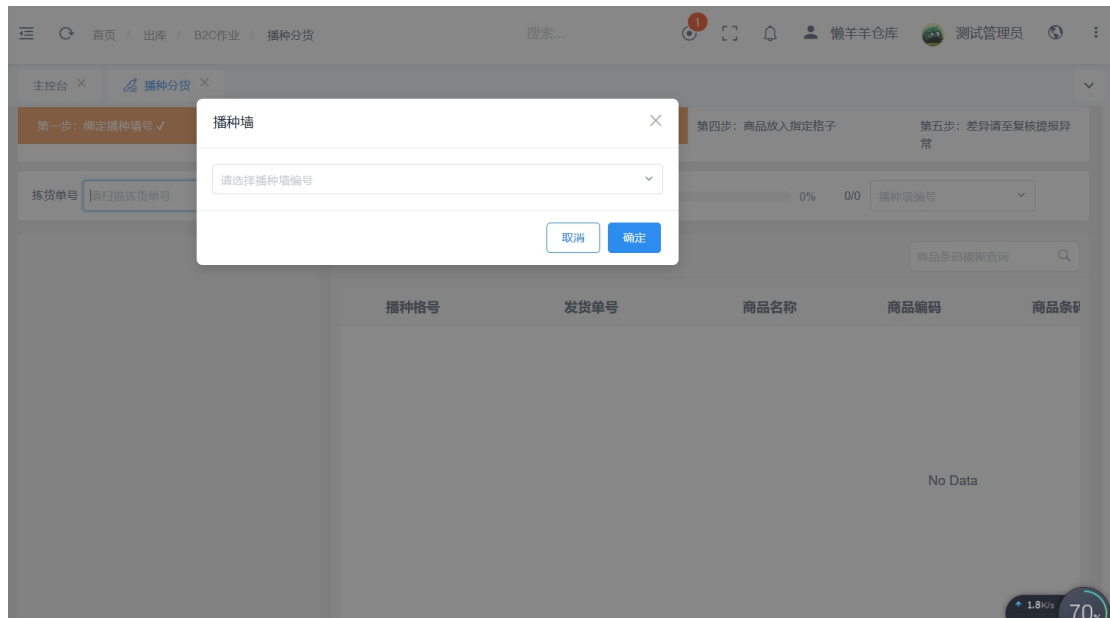 首页 / 出库 / B2C作业 / 播种分货
搜索...
1
懒羊羊仓库
测试管理员
主控台
播种分货
第一步：绑定播种墙号 ✓
第四步：商品放入指定格子
第五步：差异请至复核提报异
常
播种墙
请选择播种墙编号
取消
确定
拣货单号
请扫描拣货单号
0%
0/0
播种墙编号
商品条码模糊查询
播种格号
发货单号
商品名称
商品编码
商品条码
No Data
1.8K/s
70%